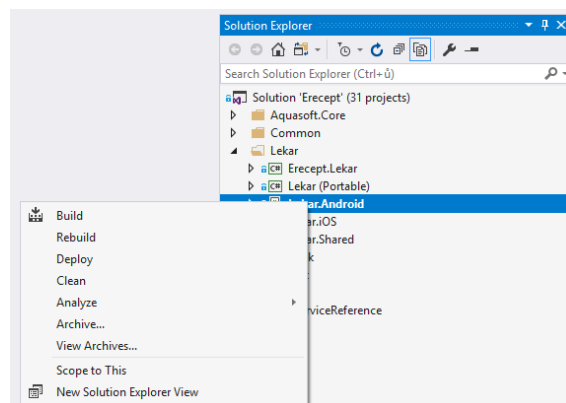 Solution Explorer
Search Solution Explorer (Ctrl+ů)
Solution 'Erecept' (31 projects)
Aquasoft.Core
Common
Lekar
C# Erecept.Lekar
C# Lekar (Portable)
Lekar.Android
ar.iOS
ar.Shared
k
rviceReference
Build
Rebuild
Deploy
Clean
Analyze
Archive...
View Archives...
Scope to This
New Solution Explorer View